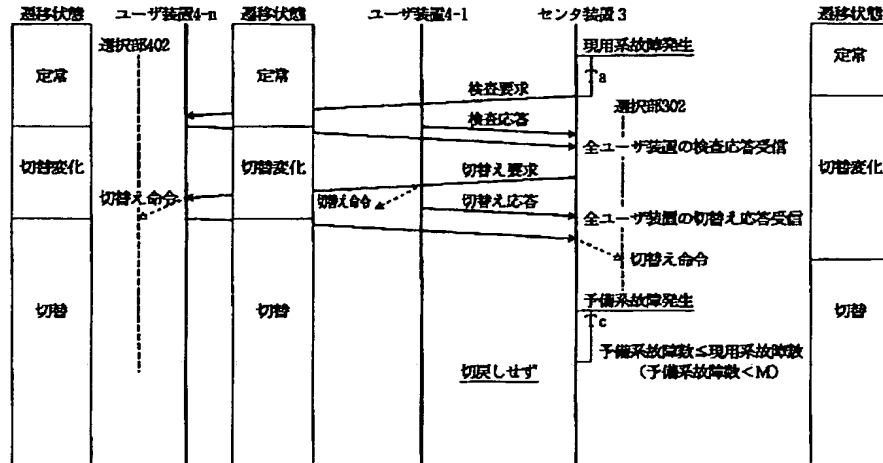 遷移状態 ユーザ装置4-n 遷移状態 ユーザ装置4-1 センタ装置3 遷移状態
選択部402 現用系故障発生
定常 定常 定常
a
検査要求
選択部302
検査応答
全ユーザ装置の検査応答受信
切替変化 切替変化 切替え要求 切替変化
切替え命令 切替え命令 切替え応答
全ユーザ装置の切替え応答受信
切替え命令
予備系故障発生
切替 切替 切替
c
予備系故障数≦現用系故障数
切戻しせず (予備系故障数<M)